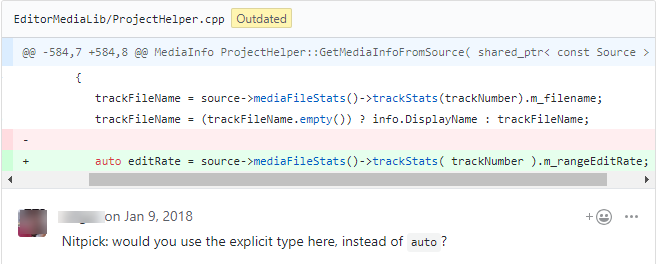 EditorMediaLib/ProjectHelper.cpp Outdated
@@ -584,7 +584,8 @@ MediaInfo ProjectHelper::GetMediaInfoFromSource( shared_ptr< const Source >
{
trackFileName = source->mediaFileStats()->trackStats(trackNumber).m_filename;
trackFileName = (trackFileName.empty()) ? info.DisplayName : trackFileName;
-
+ auto editRate = source->mediaFileStats()->trackStats( trackNumber ).m_rangeEditRate;
on Jan 9, 2018
Nitpick: would you use the explicit type here, instead of auto?